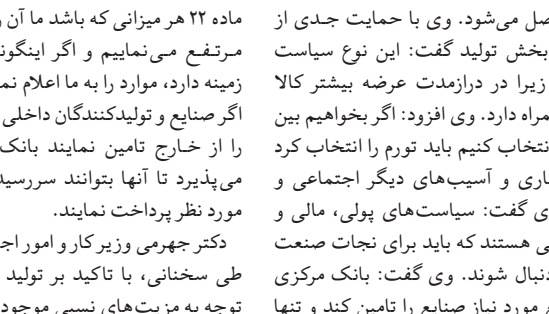 صل می‌شود. وی با حمایت جدی از
بخش تولید گفت: این نوع سیاست
زیرا در درازمدت عرضه بیشتر کالا
مراه دارد. وی افزود: اگر بخواهیم بین
نتخاب کنیم باید تورم را انتخاب کرد
اری و آسیب‌های دیگر اجتماعی و
ی گفت: سیاست‌های پولی، مالی و
ی هستند که باید برای نجات صنعت
دنبال شوند. وی گفت: بانک مرکزی
مورد نیاز صنایع را تامین کند و تنها
ماده ۲۲ هر میزانی که باشد ما آن
مرتفع می‌نماییم و اگر اینگونه
زمینه دارد، موارد را به ما اعلام نم
اگر صنایع و تولیدکنندگان داخلی
را از خارج تامین نمایند بانک
می‌پذیرد تا آنها بتوانند سررسید
مورد نظر پرداخت نمایند.
دکتر جهرمی وزیر کار و امور اج
طی سخنانی، با تاکید بر تولید
توجه به مزیت‌های نسبی موجود